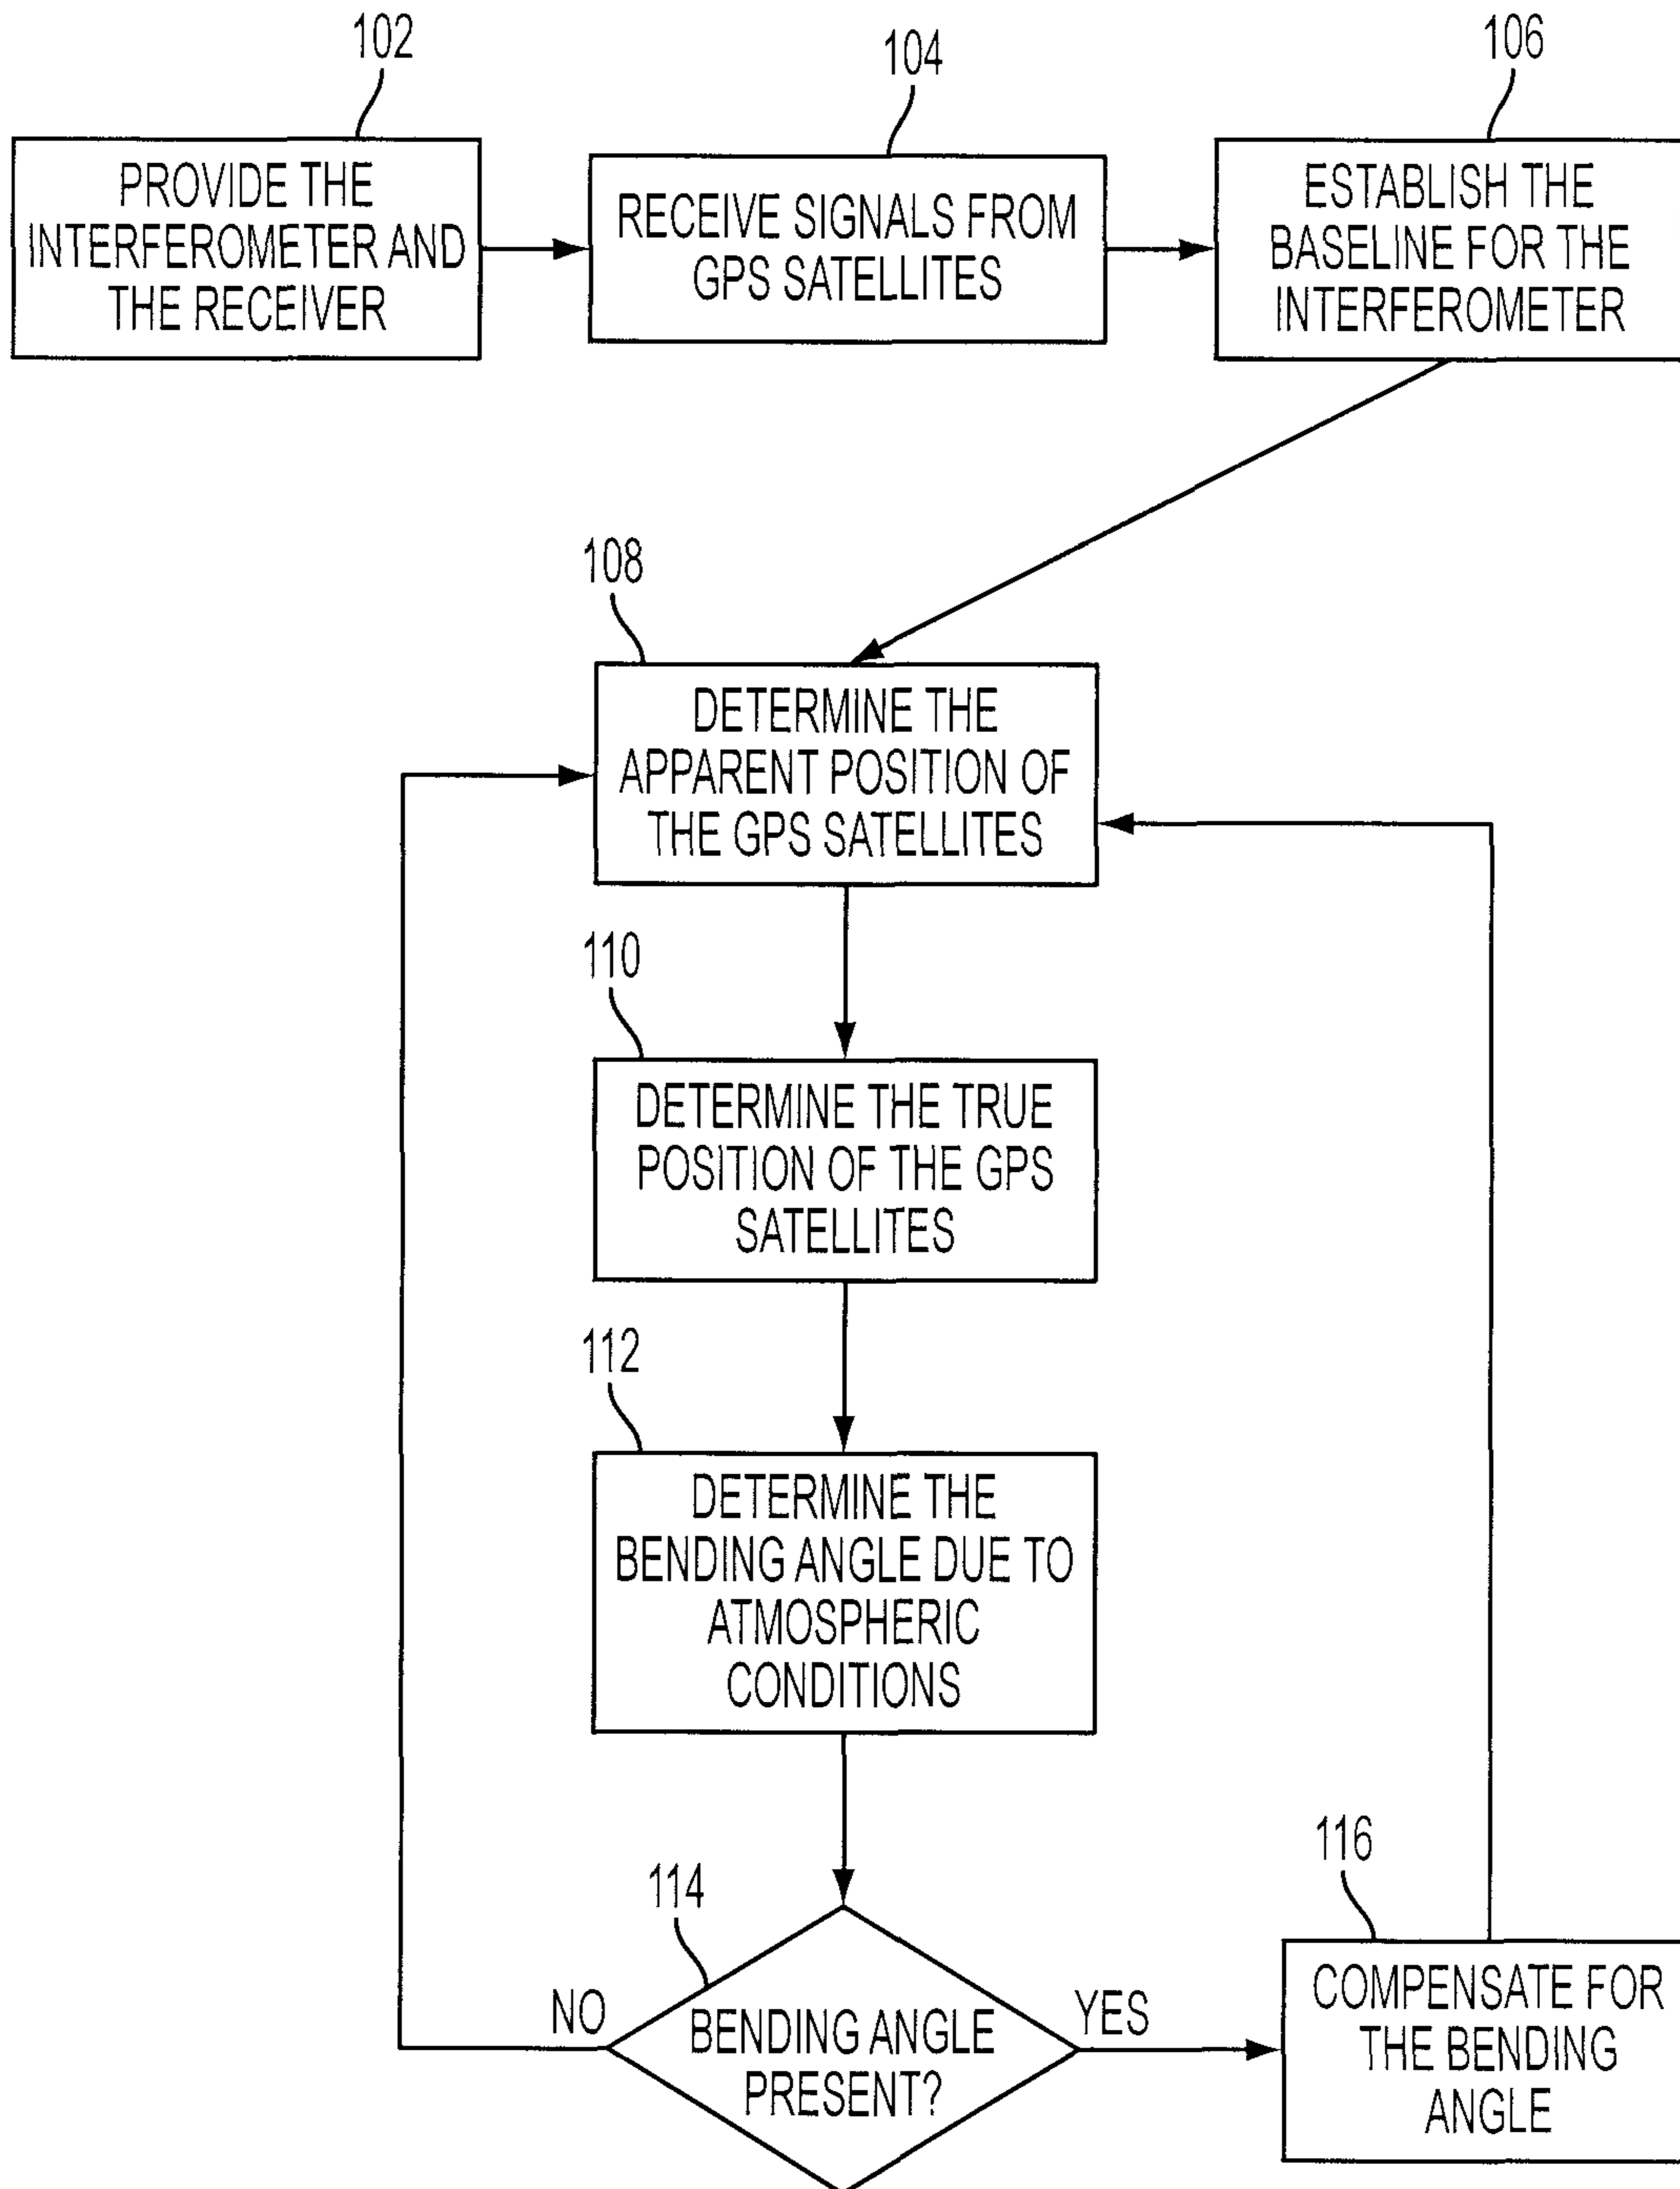 102
PROVIDE THE
INTERFEROMETER AND
THE RECEIVER
104
RECEIVE SIGNALS FROM
GPS SATELLITES
106
ESTABLISH THE
BASELINE FOR THE
INTERFEROMETER
108
DETERMINE THE
APPARENT POSITION OF
THE GPS SATELLITES
110
DETERMINE THE TRUE
POSITION OF THE GPS
SATELLITES
112
DETERMINE THE
BENDING ANGLE DUE TO
ATMOSPHERIC
CONDITIONS
114
NO
BENDING ANGLE
PRESENT?
YES
116
COMPENSATE FOR
THE BENDING
ANGLE